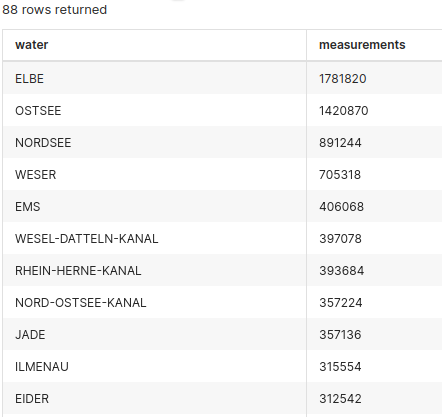 88 rows returned
water measurements
ELBE 1781820
OSTSEE 1420870
NORDSEE 891244
WESER 705318
EMS 406068
WESEL-DATTELN-KANAL 397078
RHEIN-HERNE-KANAL 393684
NORD-OSTSEE-KANAL 357224
JADE 357136
ILMENAU 315554
EIDER 312542